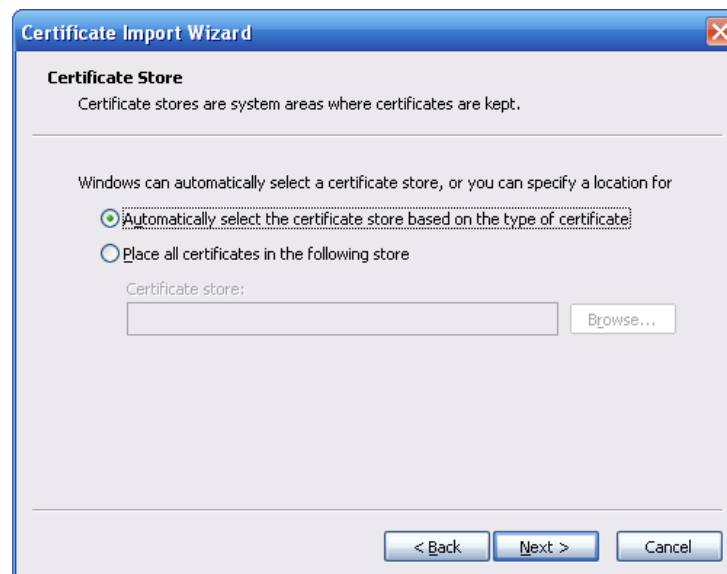 Certificate Import Wizard
Certificate Store
Certificate stores are system areas where certificates are kept.
Windows can automatically select a certificate store, or you can specify a location for
Automatically select the certificate store based on the type of certificate
Place all certificates in the following store
Certificate store:
Browse...
< Back Next > Cancel